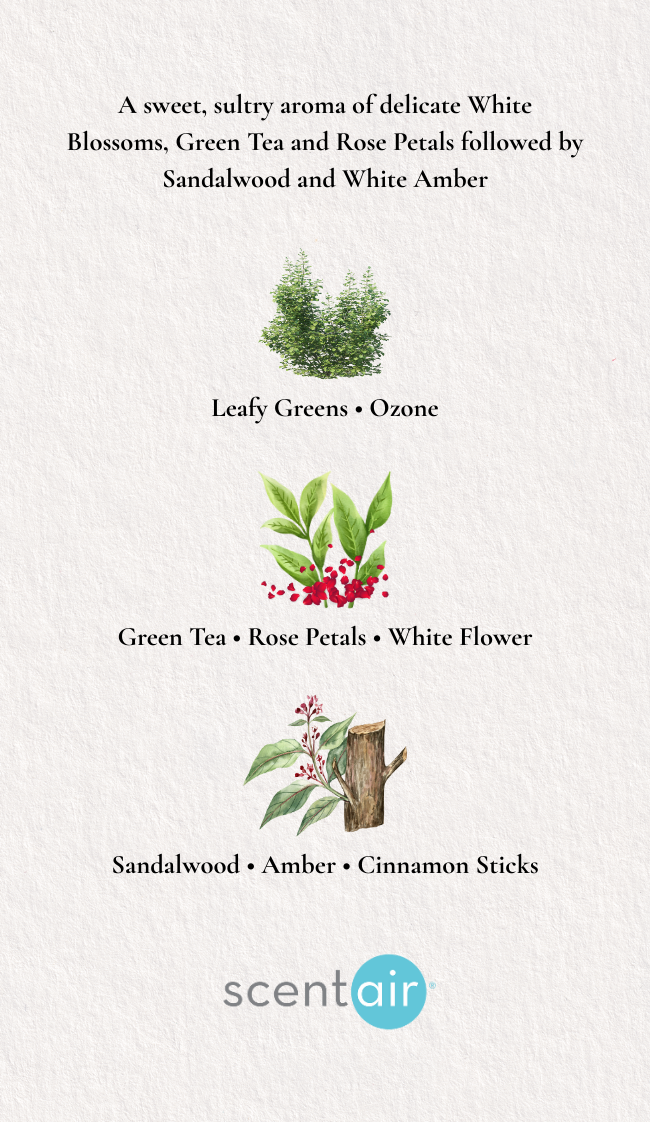 A sweet, sultry aroma of delicate White
Blossoms, Green Tea and Rose Petals followed by
Sandalwood and White Amber
Leafy Greens • Ozone
Green Tea • Rose Petals • White Flower
Sandalwood • Amber • Cinnamon Sticks
scentair®